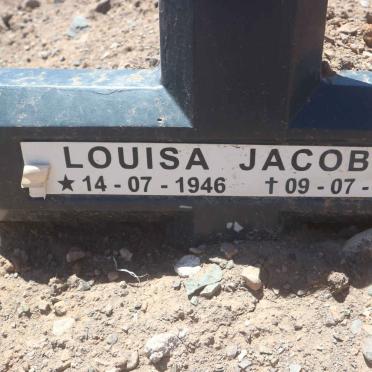 LOUISA JACOB
★ 14 - 07 - 1946 † 09 - 07 -